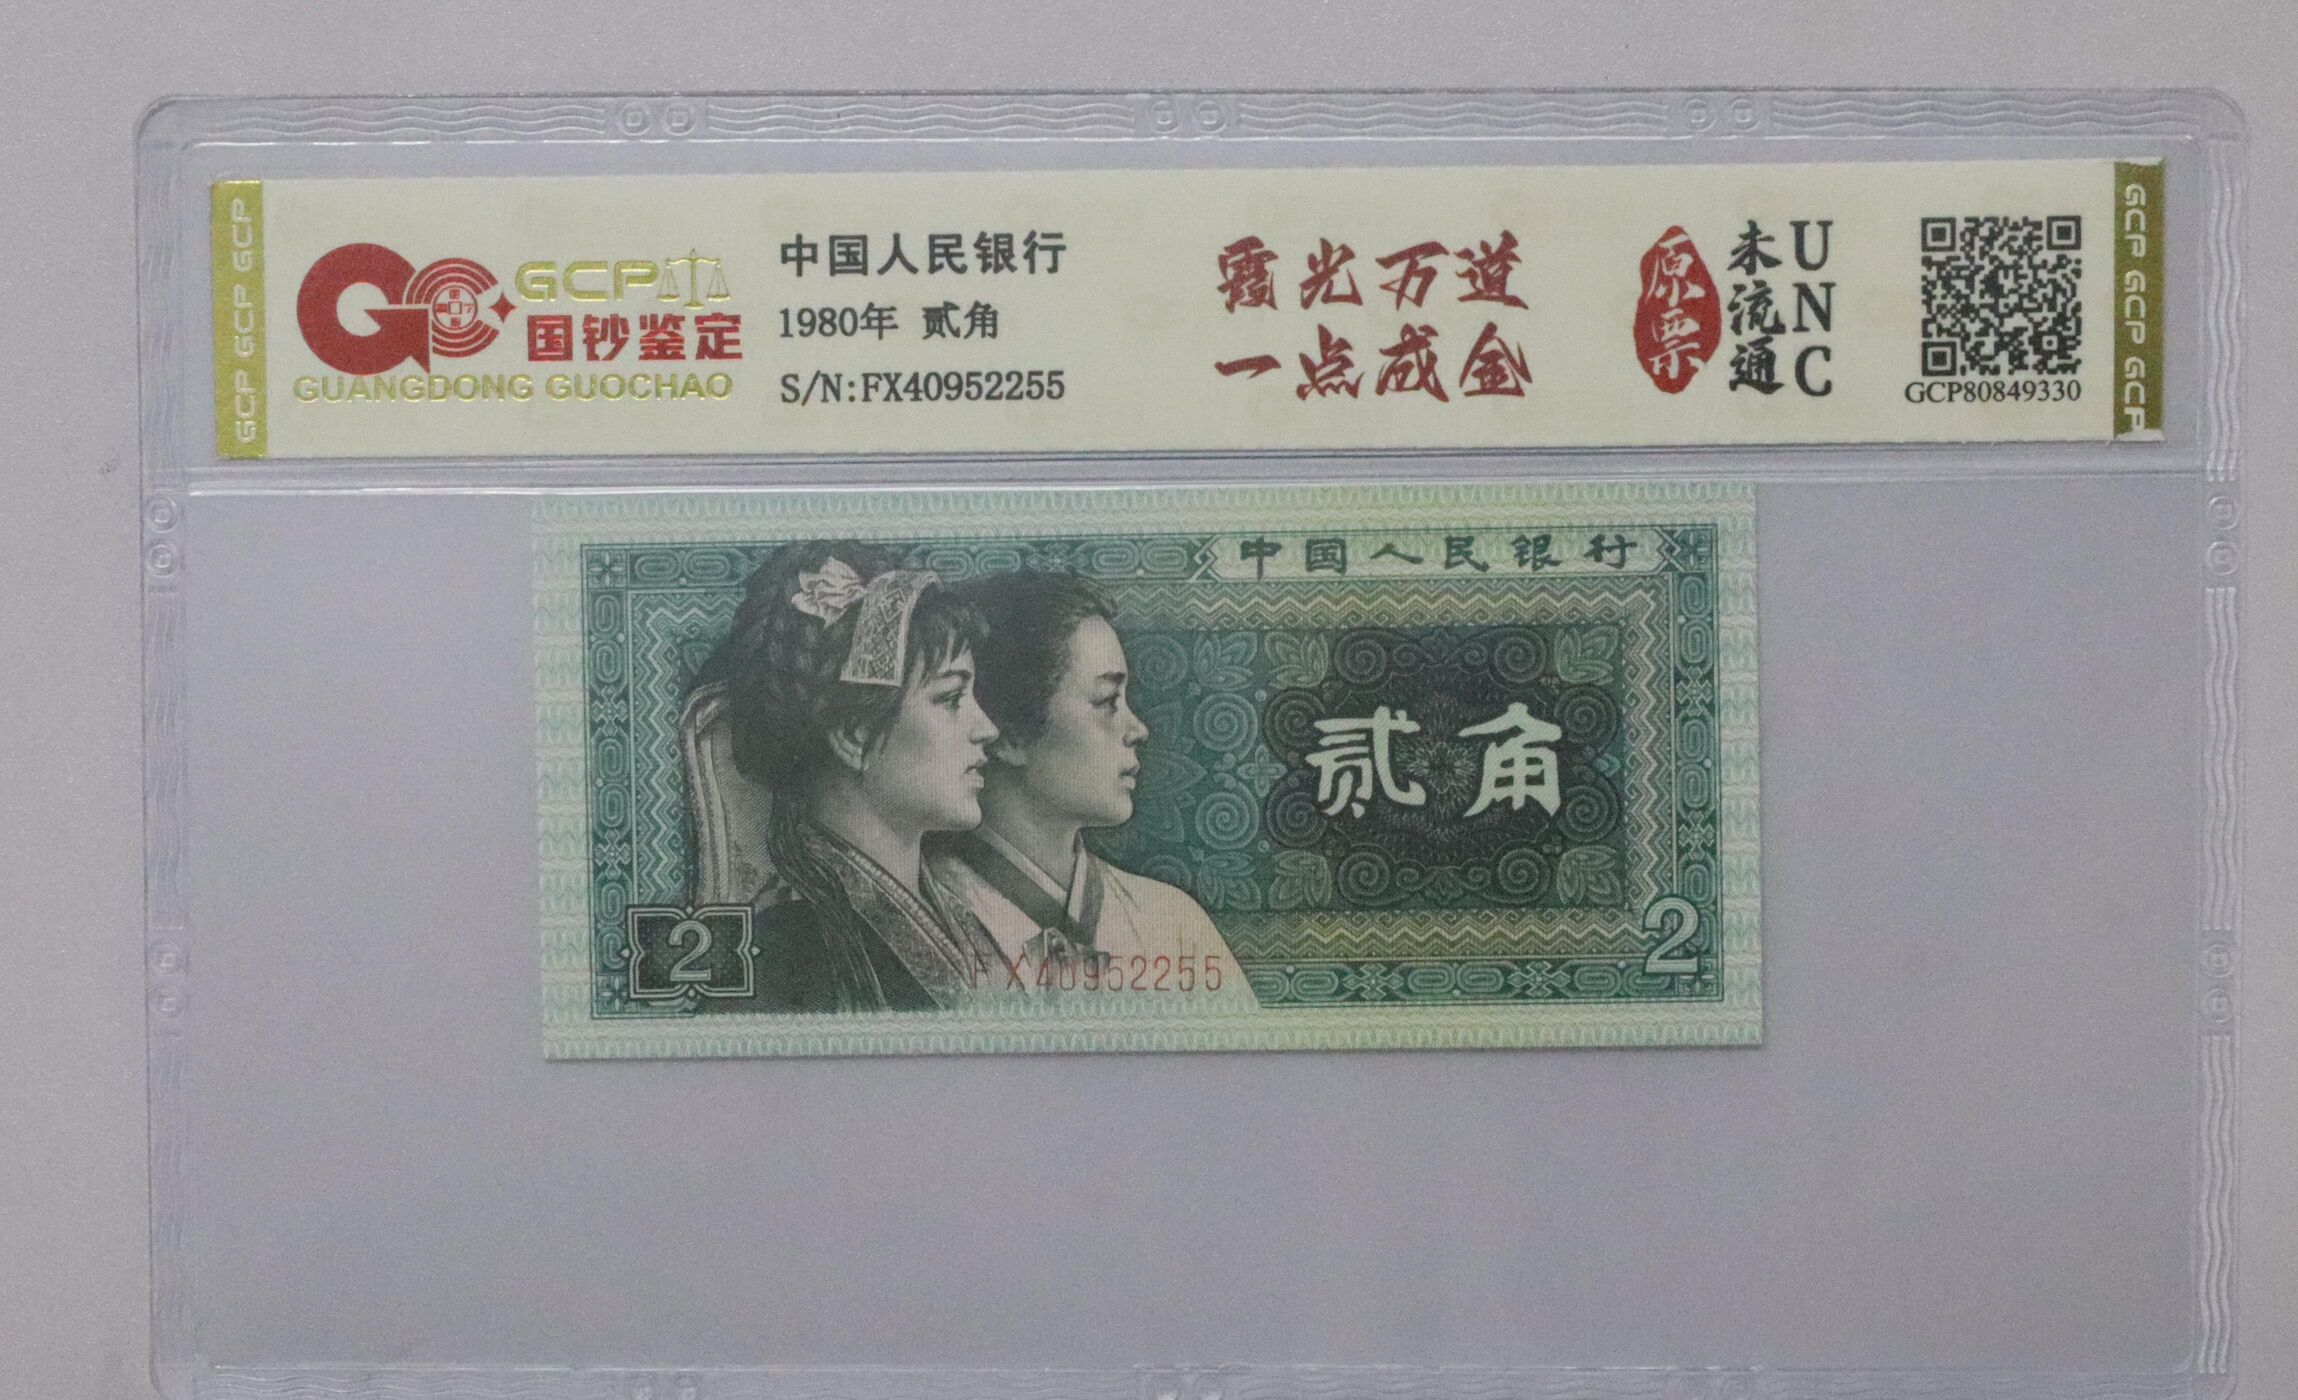 GCP GCP GCP
GCP
国钞鉴定
GUANGDONG GUOCHAO
中国人民银行
1980年 贰角
S/N:FX40952255
霞光万道
一点成金
原票
未流通
UNC
GCP80849330
GCP GCP GCP
中国人民银行
贰角
2
2
FX40952255